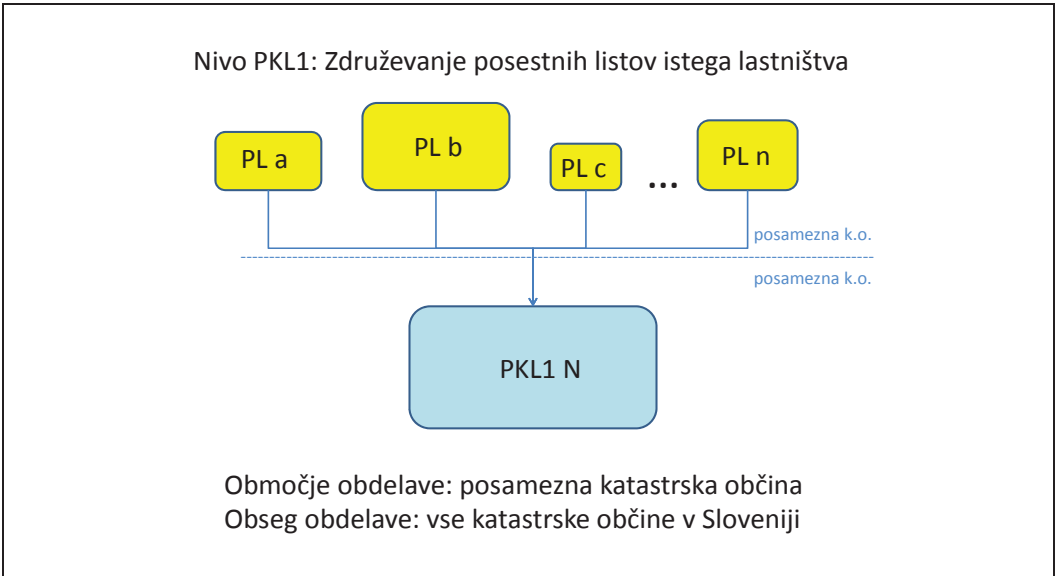 Nivo PKL1: Združevanje posestnih listov istega lastništva
PL a
PL b
PL c
...
PL n
posamezna k.o.
posamezna k.o.
PKL1 N
Območje obdelave: posamezna katastrska občina
Obseg obdelave: vse katastrske občine v Sloveniji